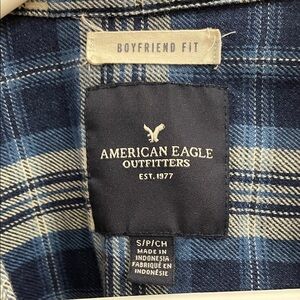 BOYFRIEND FIT
AMERICAN EAGLE
OUTFITTERS
EST. 1977
S/P/CH
MADE IN
INDONESIA
FABRIQUÉ EN
INDONÉSIE